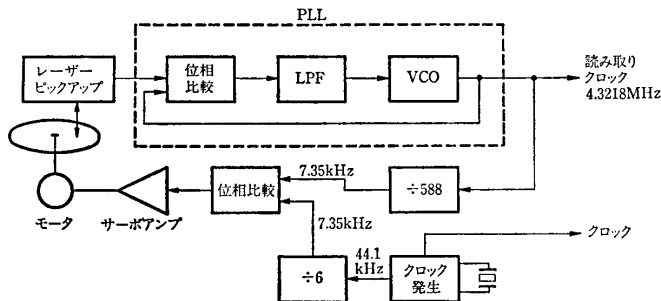 PLL
レーザー
ピックアップ
位相
比較
LPF
VCO
読み取り
クロック
4.3218MHz
7.35kHz
÷588
位相比較
サーボアンプ
モータ
7.35kHz
÷6
44.1
kHz
クロック
発生
クロック